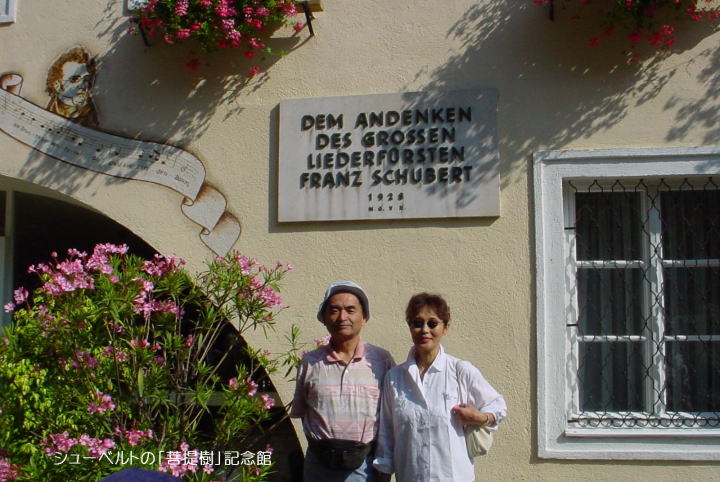 DEM ANDENKEN
DES GROSSEN
LIEDERFÜRSTEN
FRANZ SCHUBERT
1928
シューベルトの「菩提樹」記念館